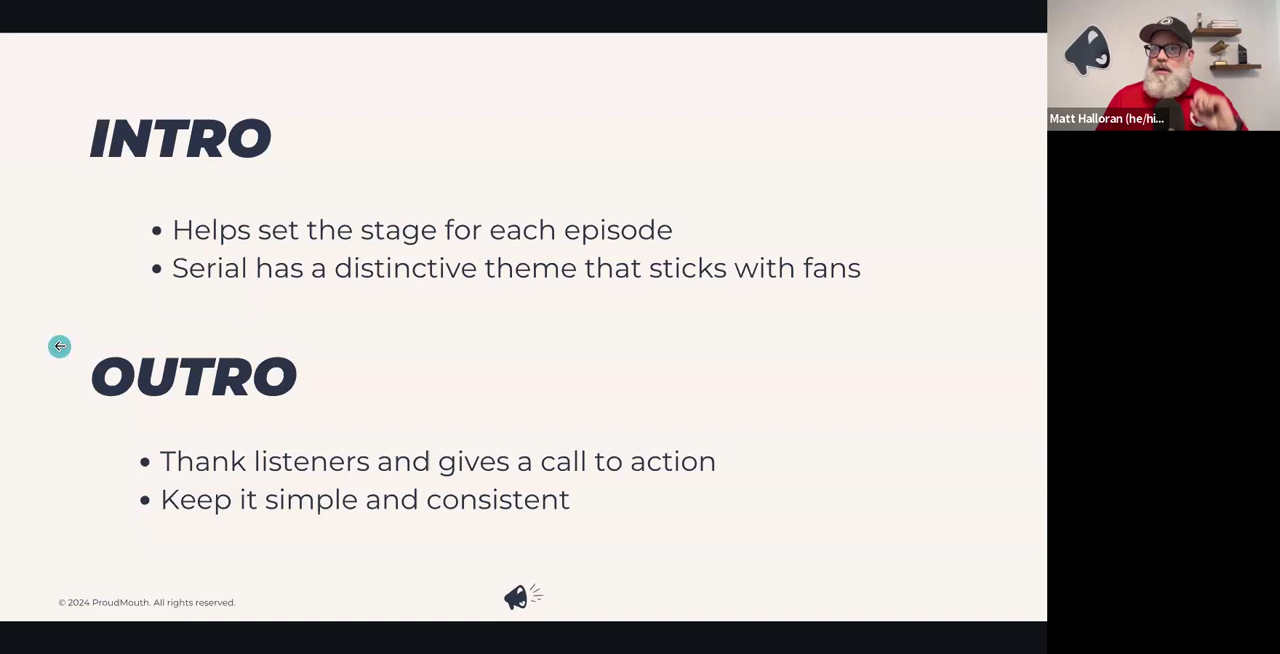 INTRO
Helps set the stage for each episode
Serial has a distinctive theme that sticks with fans
OUTRO
Thank listeners and gives a call to action
Keep it simple and consistent
© 2024 ProudMouth. All rights reserved.
Matt Halloran (he/hi...